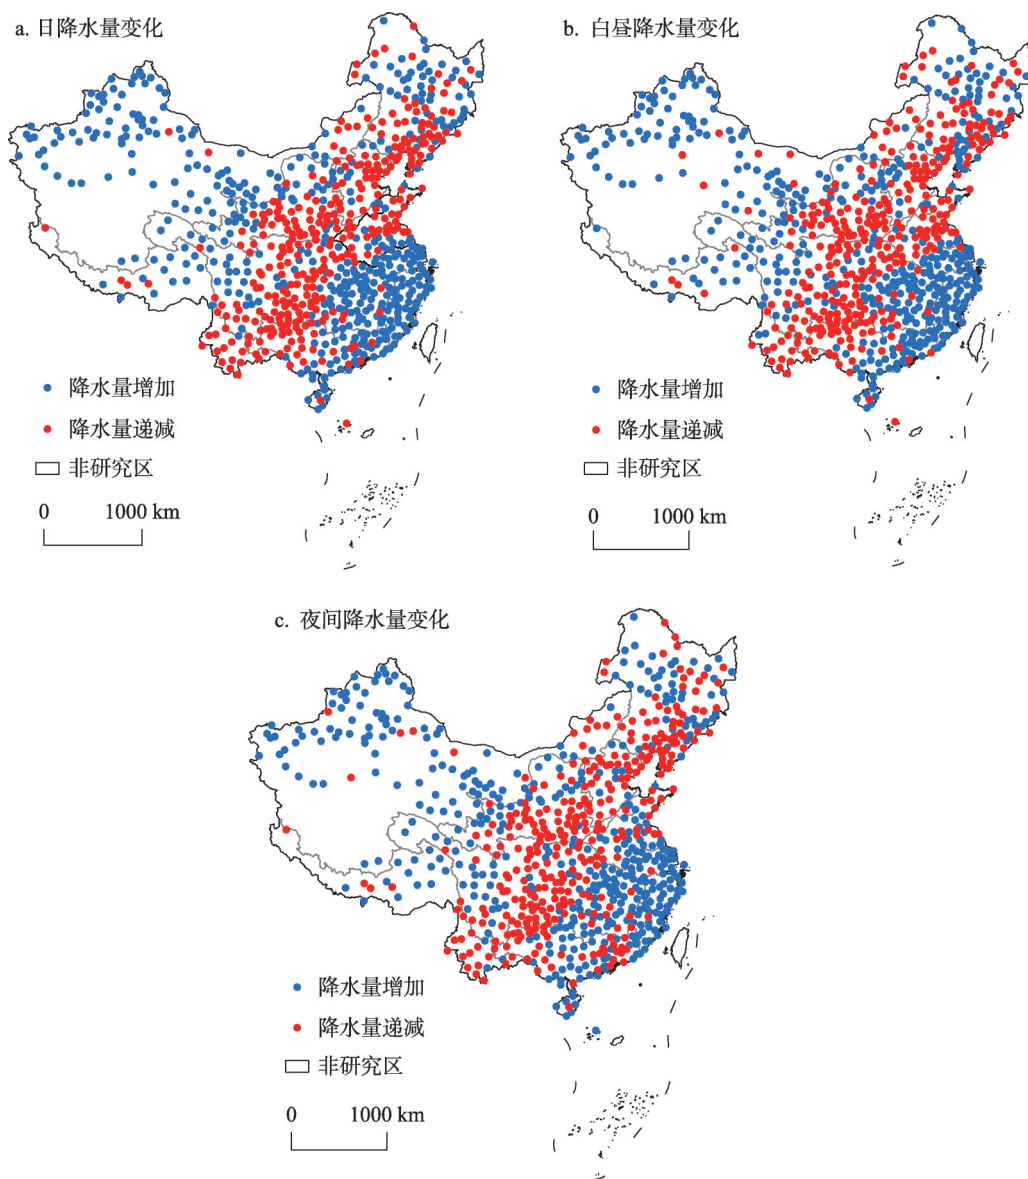 a. 日降水量变化
降水量增加
降水量递减
非研究区
0 1000 km
b. 白昼降水量变化
降水量增加
降水量递减
非研究区
0 1000 km
c. 夜间降水量变化
降水量增加
降水量递减
非研究区
0 1000 km